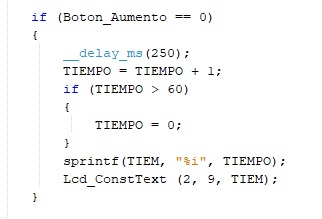 if (Boton_Aumento == 0)
{
__delay_ms(250);
TIEMPO = TIEMPO + 1;
if (TIEMPO > 60)
{
TIEMPO = 0;
}
sprintf(TIEM, "%i", TIEMPO);
Lcd_ConstText (2, 9, TIEM);
}